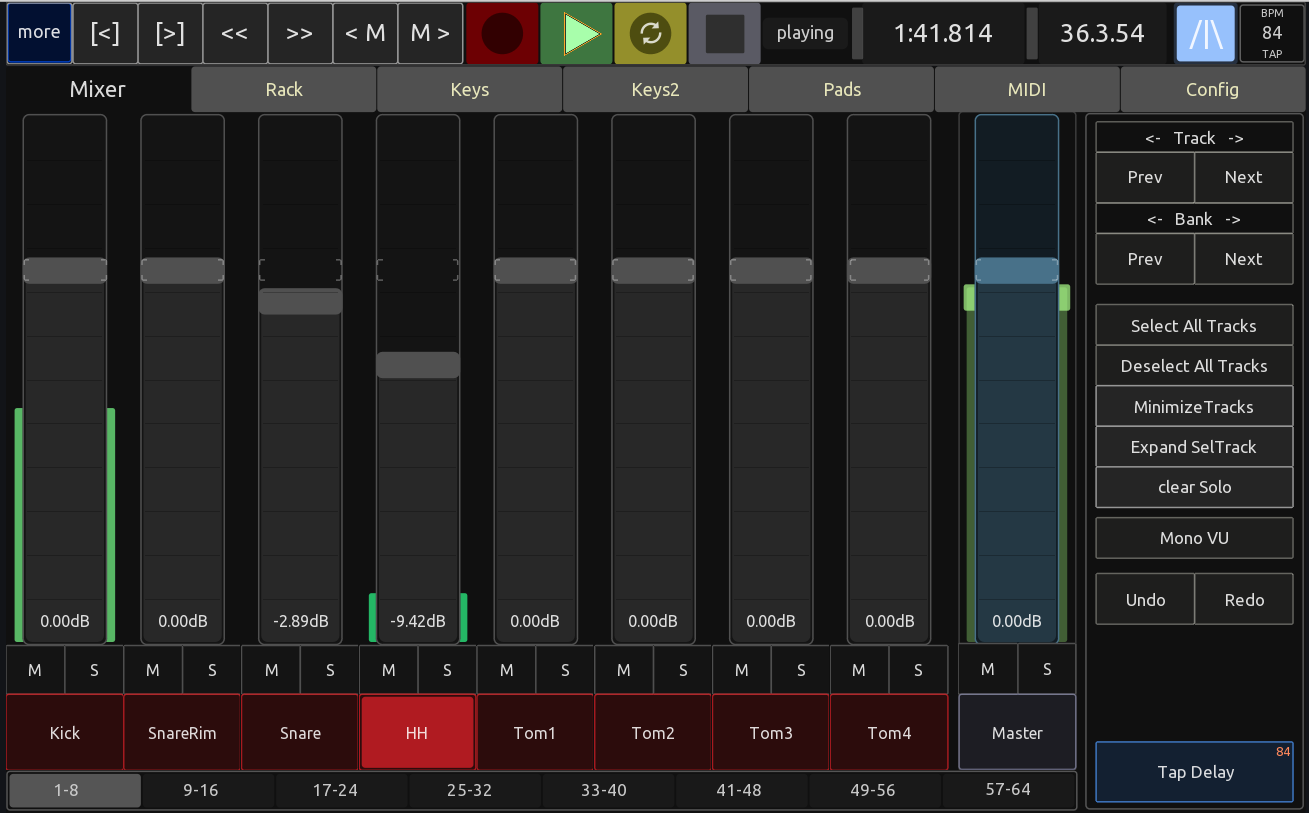 more [<] [>] << >> < M M > playing 1:41.814 36.3.54 BPM
84
TAP
Mixer Rack Keys Keys2 Pads MIDI Config
<- Track ->
Prev Next
<- Bank ->
Prev Next
Select All Tracks
Deselect All Tracks
MinimizeTracks
Expand SelTrack
clear Solo
Mono VU
Undo Redo
0.00dB 0.00dB -2.89dB -9.42dB 0.00dB 0.00dB 0.00dB 0.00dB 0.00dB
M S M S M S M S M S M S M S M S M S
Kick SnareRim Snare HH Tom1 Tom2 Tom3 Tom4 Master
84
Tap Delay
1-8 9-16 17-24 25-32 33-40 41-48 49-56 57-64